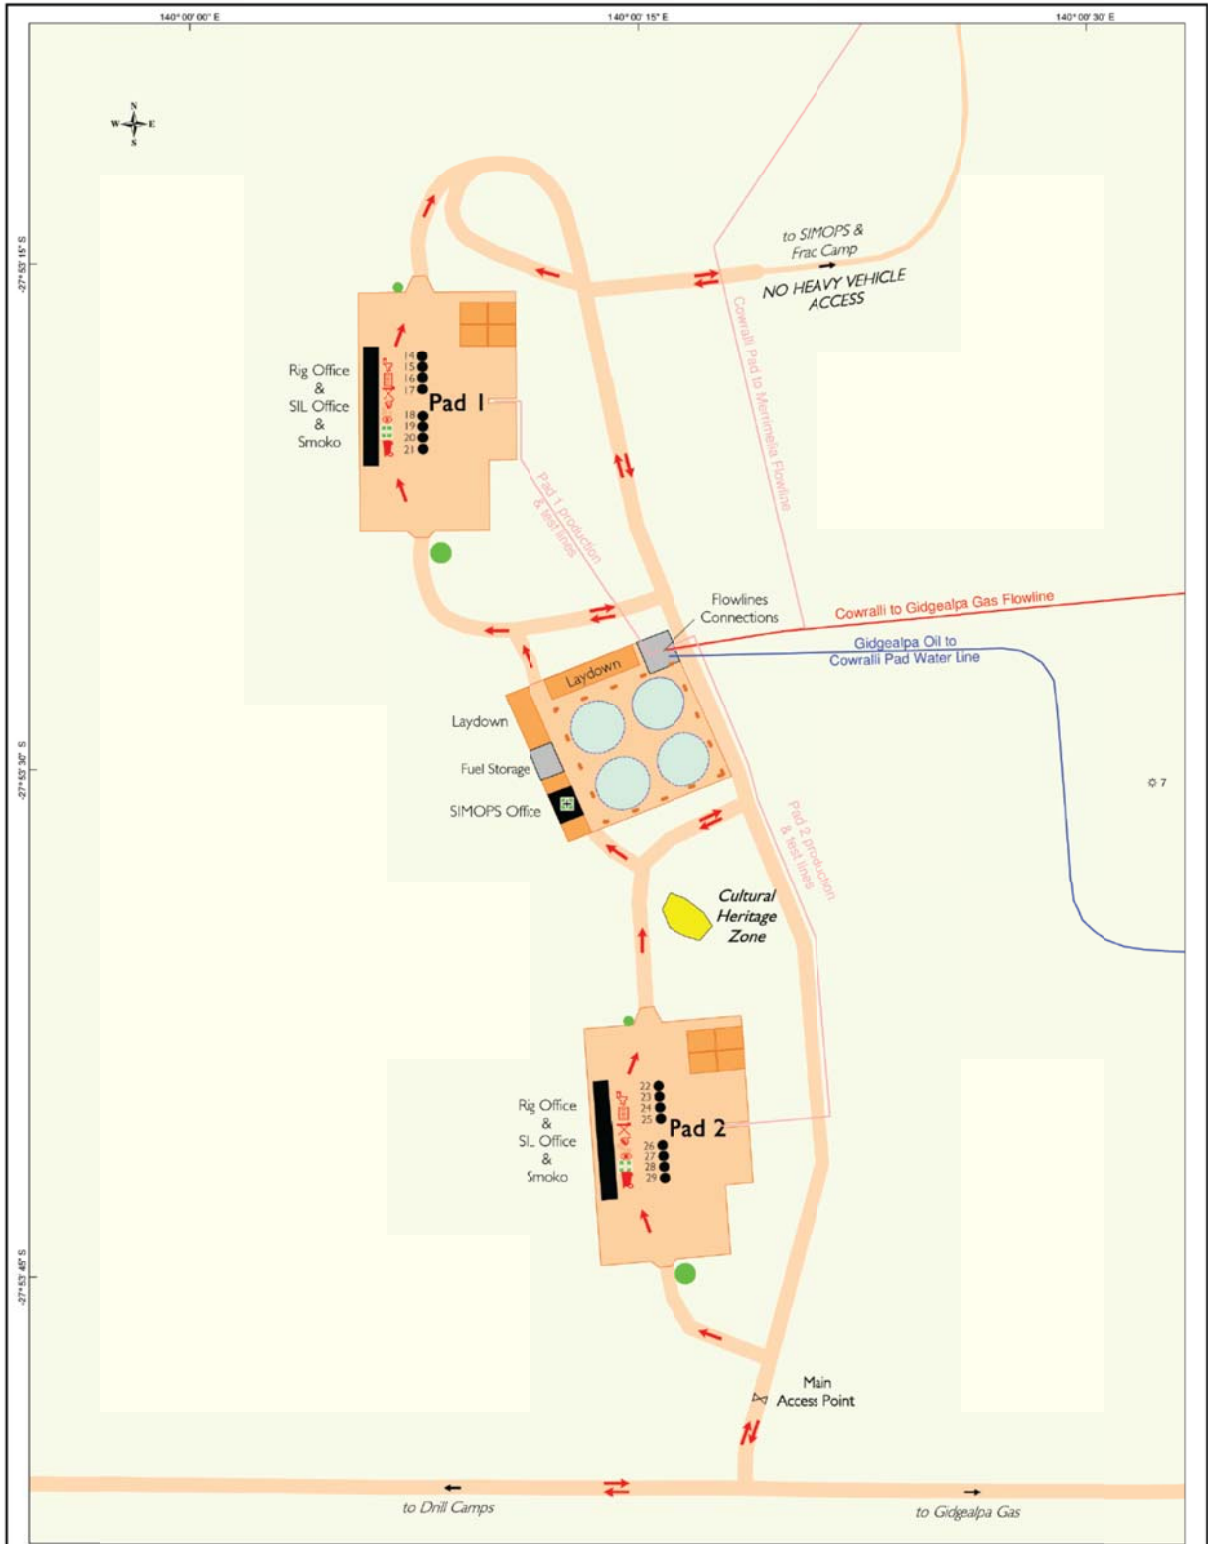 140° 00' 00" E
140° 00' 15" E
140° 00' 30" E
N
W E
S
-27° 53' 15" S
-27° 53' 30" S
-27° 53' 45" S
to SIMOPS &
Frac Camp
NO HEAVY VEHICLE
ACCESS
Cowralli Pad to Merrimelia Flowline
Rig Office
&
SIL Office
&
Smoko
14
15
16
17
18
19
20
21
Pad 1
Pad 1 production
& test lines
Flowlines
Connections
Cowralli to Gidgealpa Gas Flowline
Gidgealpa Oil to
Cowralli Pad Water Line
Laydown
Laydown
Fuel Storage
SIMOPS Office
7
Pad 2 production
& test lines
Cultural
Heritage
Zone
Rig Office
&
SIL Office
&
Smoko
22
23
24
25
26
27
28
29
Pad 2
Main
Access Point
to Drill Camps
to Gidgealpa Gas